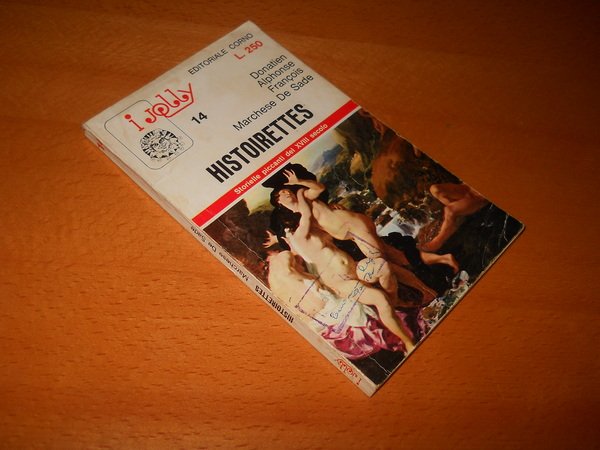 EDITORIALE CORNO
L. 250
i Jolly
14
Donatien
Alphonse
François
Marchese De Sade
HISTOIRETTES
Storielle piccanti del XVIII secolo
HISTOIRETTES Marchese De Sade
i Jolly